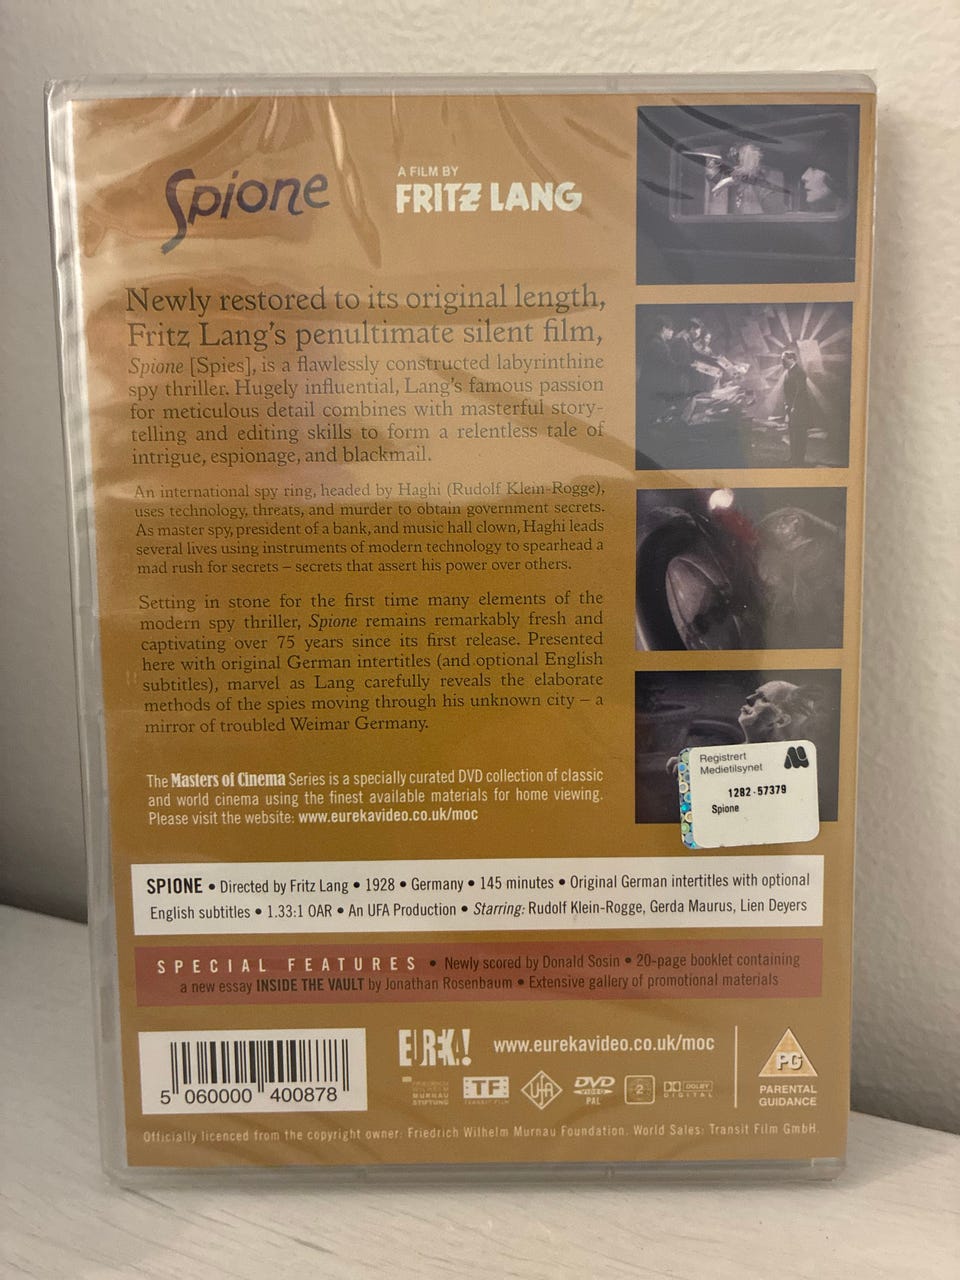 Spione
A FILM BY
FRITZ LANG
Newly restored to its original length,
Fritz Lang's penultimate silent film,
Spione [Spies], is a flawlessly constructed labyrinthine
spy thriller. Hugely influential, Lang's famous passion
for meticulous detail combines with masterful story-
telling and editing skills to form a relentless tale of
intrigue, espionage, and blackmail.
An international spy ring, headed by Haghi (Rudolf Klein-Rogge),
uses technology, threats, and murder to obtain government secrets.
As master spy, president of a bank, and music hall clown, Haghi leads
several lives using instruments of modern technology to spearhead a
mad rush for secrets – secrets that assert his power over others.
Setting in stone for the first time many elements of the
modern spy thriller, Spione remains remarkably fresh and
captivating over 75 years since its first release. Presented
here with original German intertitles (and optional English
subtitles), marvel as Lang carefully reveals the elaborate
methods of the spies moving through his unknown city – a
mirror of troubled Weimar Germany.
Registrert
Medietilsynet
1282-57379
Spione
The Masters of Cinema Series is a specially curated DVD collection of classic
and world cinema using the finest available materials for home viewing.
Please visit the website: www.eurekavideo.co.uk/moc
SPIONE • Directed by Fritz Lang • 1928 • Germany • 145 minutes • Original German intertitles with optional
English subtitles • 1.33:1 OAR • An UFA Production • Starring: Rudolf Klein-Rogge, Gerda Maurus, Lien Deyers
SPECIAL FEATURES • Newly scored by Donald Sosin • 20-page booklet containing
a new essay INSIDE THE VAULT by Jonathan Rosenbaum • Extensive gallery of promotional materials
5 060000 400878
EUREKA!
www.eurekavideo.co.uk/moc
FRIEDRICH
WILHELM
MURNAU
STIFTUNG
TF
TRANSIT FILM
UFA
DVD
VIDEO
PAL
2
DOLBY
DIGITAL
PG
PARENTAL
GUIDANCE
Officially licenced from the copyright owner: Friedrich Wilhelm Murnau Foundation. World Sales: Transit Film GmbH.